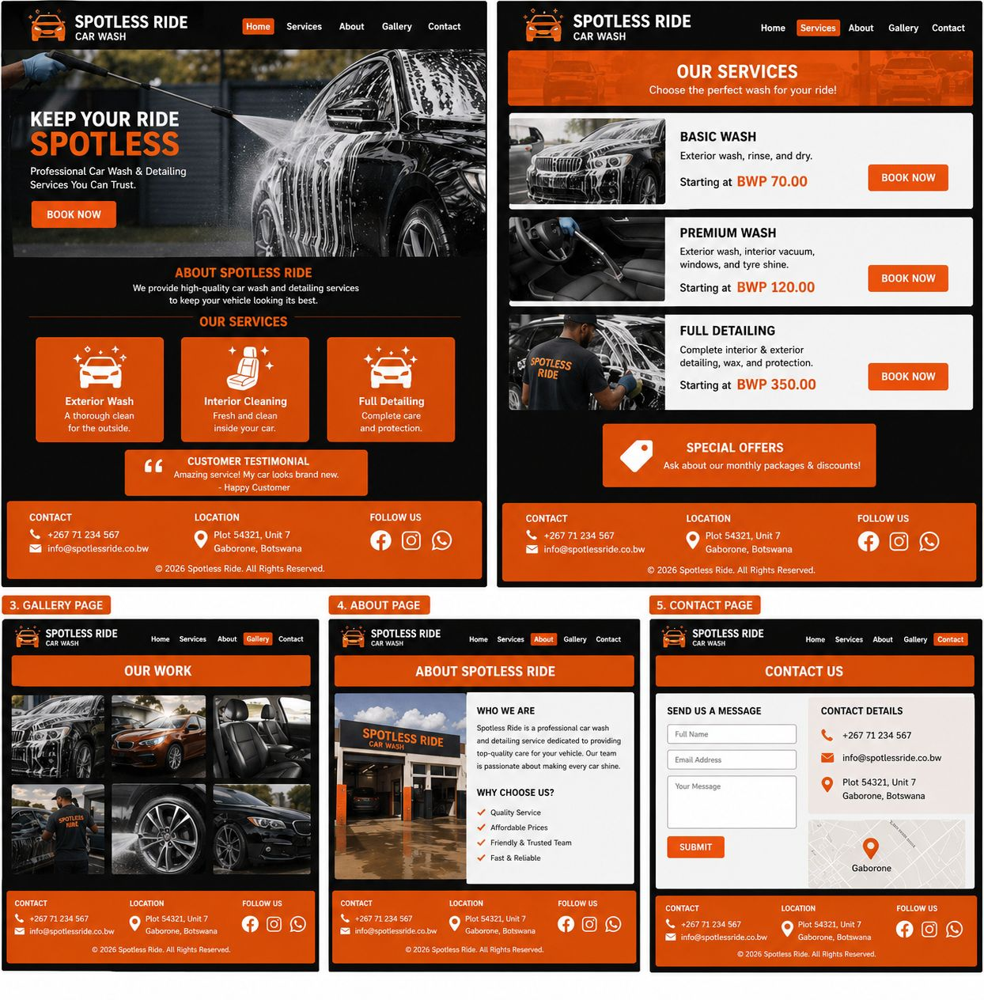 SPOTLESS RIDE
CAR WASH
Home Services About Gallery Contact
KEEP YOUR RIDE
SPOTLESS
Professional Car Wash & Detailing
Services You Can Trust.
BOOK NOW
ABOUT SPOTLESS RIDE
We provide high-quality car wash and detailing services
to keep your vehicle looking its best.
OUR SERVICES
Exterior Wash
A thorough clean
for the outside.
Interior Cleaning
Fresh and clean
inside your car.
Full Detailing
Complete care
and protection.
CUSTOMER TESTIMONIAL
Amazing service! My car looks brand new.
- Happy Customer
CONTACT
+267 71 234 567
info@spotlessride.co.bw
LOCATION
Plot 54321, Unit 7
Gaborone, Botswana
FOLLOW US
© 2026 Spotless Ride. All Rights Reserved.
SPOTLESS RIDE
CAR WASH
Home Services About Gallery Contact
OUR SERVICES
Choose the perfect wash for your ride!
BASIC WASH
Exterior wash, rinse, and dry.
Starting at BWP 70.00
BOOK NOW
PREMIUM WASH
Exterior wash, interior vacuum,
windows, and tyre shine.
Starting at BWP 120.00
BOOK NOW
SPOTLESS
RIDE
FULL DETAILING
Complete interior & exterior
detailing, wax, and protection.
Starting at BWP 350.00
BOOK NOW
SPECIAL OFFERS
Ask about our monthly packages & discounts!
CONTACT
+267 71 234 567
info@spotlessride.co.bw
LOCATION
Plot 54321, Unit 7
Gaborone, Botswana
FOLLOW US
© 2026 Spotless Ride. All Rights Reserved.
3. GALLERY PAGE
SPOTLESS RIDE
CAR WASH
Home Services About Gallery Contact
OUR WORK
SPOTLESS
CONTACT
+267 71 234 567
info@spotlessride.co.bw
LOCATION
Plot 54321, Unit 7
Gaborone, Botswana
FOLLOW US
© 2026 Spotless Ride. All Rights Reserved.
4. ABOUT PAGE
SPOTLESS RIDE
CAR WASH
Home Services About Gallery Contact
ABOUT SPOTLESS RIDE
SPOTLESS RIDE
CAR WASH
WHO WE ARE
Spotless Ride is a professional car wash
and detailing service dedicated to providing
top-quality care for your vehicle. Our team
is passionate about making every car shine.
WHY CHOOSE US?
Quality Service
Affordable Prices
Friendly & Trusted Team
Fast & Reliable
CONTACT
+267 71 234 567
info@spotlessride.co.bw
LOCATION
Plot 54321, Unit 7
Gaborone, Botswana
FOLLOW US
© 2026 Spotless Ride. All Rights Reserved.
5. CONTACT PAGE
SPOTLESS RIDE
CAR WASH
Home Services About Gallery Contact
CONTACT US
SEND US A MESSAGE
Full Name
Email Address
Your Message
SUBMIT
CONTACT DETAILS
+267 71 234 567
info@spotlessride.co.bw
Plot 54321, Unit 7
Gaborone, Botswana
Gaborone
CONTACT
+267 71 234 567
info@spotlessride.co.bw
LOCATION
Plot 54321, Unit 7
Gaborone, Botswana
FOLLOW US
© 2026 Spotless Ride. All Rights Reserved.